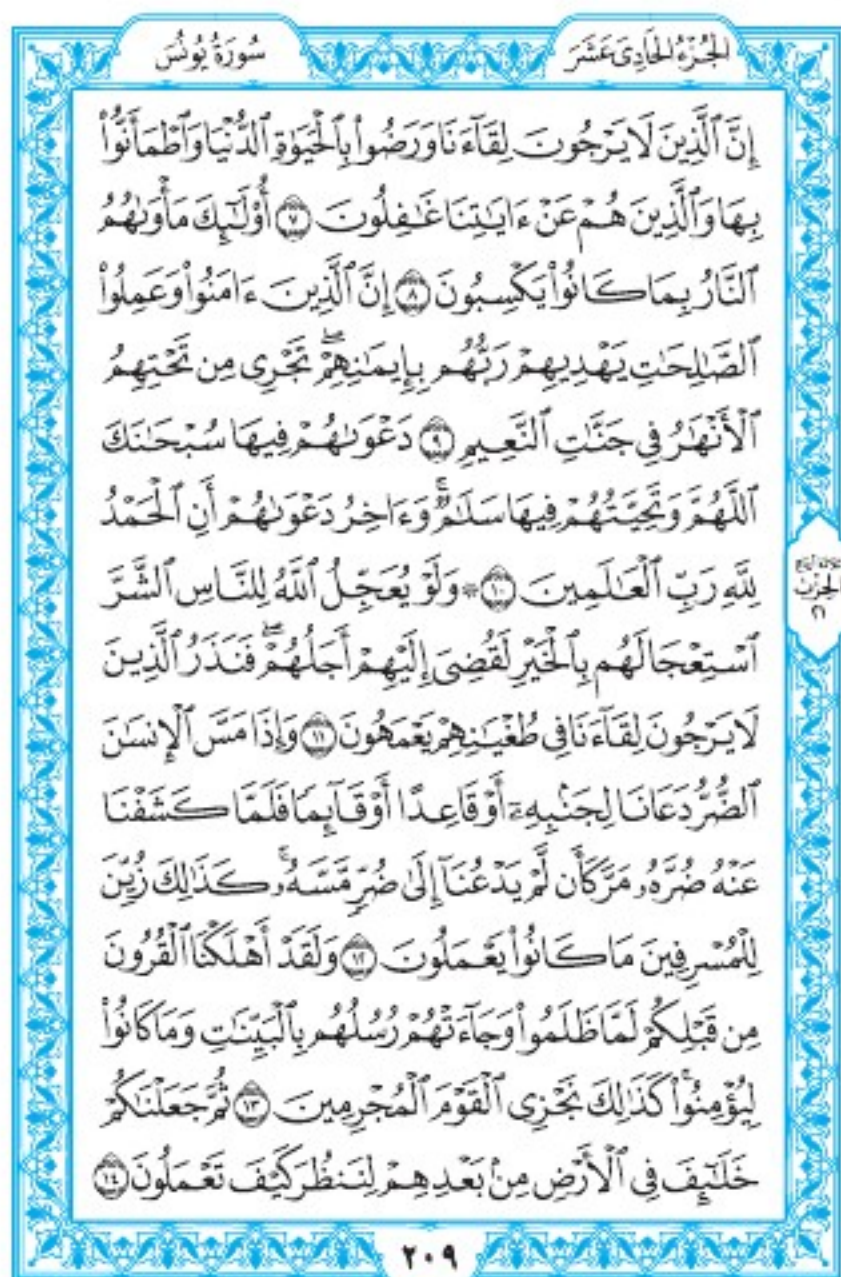 الجُزْءُ الحَادِىَ عَشَرَ
سُورَةُ يُونُسَ
إِنَّ ٱلَّذِينَ لَا يَرْجُونَ لِقَآءَنَا وَرَضُوا۟ بِٱلْحَيَوٰةِ ٱلدُّنْيَا وَٱطْمَأَنُّوا۟
بِهَا وَٱلَّذِينَ هُمْ عَنْ ءَايَـٰتِنَا غَـٰفِلُونَ ٧ أُو۟لَـٰٓئِكَ مَأْوَىٰهُمُ
ٱلنَّارُ بِمَا كَانُوا۟ يَكْسِبُونَ ٨ إِنَّ ٱلَّذِينَ ءَامَنُوا۟ وَعَمِلُوا۟
ٱلصَّـٰلِحَـٰتِ يَهْدِيهِمْ رَبُّهُم بِإِيمَـٰنِهِمْ ۖ تَجْرِى مِن تَحْتِهِمُ
ٱلْأَنْهَـٰرُ فِى جَنَّـٰتِ ٱلنَّعِيمِ ٩ دَعْوَىٰهُمْ فِيهَا سُبْحَـٰنَكَ
ٱللَّهُمَّ وَتَحِيَّتُهُمْ فِيهَا سَلَـٰمٌ ۚ وَءَاخِرُ دَعْوَىٰهُمْ أَنِ ٱلْحَمْدُ
لِلَّهِ رَبِّ ٱلْعَـٰلَمِينَ ١٠ ۞ وَلَوْ يُعَجِّلُ ٱللَّهُ لِلنَّاسِ ٱلشَّرَّ
ٱسْتِعْجَالَهُم بِٱلْخَيْرِ لَقُضِىَ إِلَيْهِمْ أَجَلُهُمْ ۖ فَنَذَرُ ٱلَّذِينَ
لَا يَرْجُونَ لِقَآءَنَا فِى طُغْيَـٰنِهِمْ يَعْمَهُونَ ١١ وَإِذَا مَسَّ ٱلْإِنسَـٰنَ
ٱلضُّرُّ دَعَانَا لِجَنۢبِهِۦٓ أَوْ قَاعِدًا أَوْ قَآئِمًا فَلَمَّا كَشَفْنَا
عَنْهُ ضُرَّهُۥ مَرَّ كَأَن لَّمْ يَدْعُنَآ إِلَىٰ ضُرٍّ مَّسَّهُۥ ۚ كَذَٰلِكَ زُيِّنَ
لِلْمُسْرِفِينَ مَا كَانُوا۟ يَعْمَلُونَ ١٢ وَلَقَدْ أَهْلَكْنَا ٱلْقُرُونَ
مِن قَبْلِكُمْ لَمَّا ظَلَمُوا۟ وَجَآءَتْهُمْ رُسُلُهُم بِٱلْبَيِّنَـٰتِ وَمَا كَانُوا۟
لِيُؤْمِنُوا۟ ۚ كَذَٰلِكَ نَجْزِى ٱلْقَوْمَ ٱلْمُجْرِمِينَ ١٣ ثُمَّ جَعَلْنَـٰكُمْ
خَلَـٰٓئِفَ فِى ٱلْأَرْضِ مِنۢ بَعْدِهِمْ لِنَنظُرَ كَيْفَ تَعْمَلُونَ ١٤
الحِزْبِ
٢١
٢٠٩